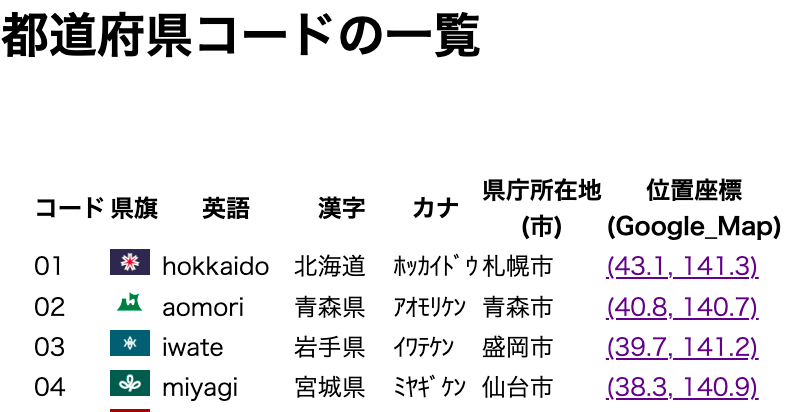 都道府県コードの一覧
コード 県旗 英語 漢字 カナ 県庁所在地(市) 位置座標(Google_Map)
01 hokkaido 北海道 ﾎｯｶｲﾄﾞｳ 札幌市 (43.1, 141.3)
02 aomori 青森県 ｱｵﾓﾘｹﾝ 青森市 (40.8, 140.7)
03 iwate 岩手県 ｲﾜﾃｹﾝ 盛岡市 (39.7, 141.2)
04 miyagi 宮城県 ﾐﾔｷﾞｹﾝ 仙台市 (38.3, 140.9)